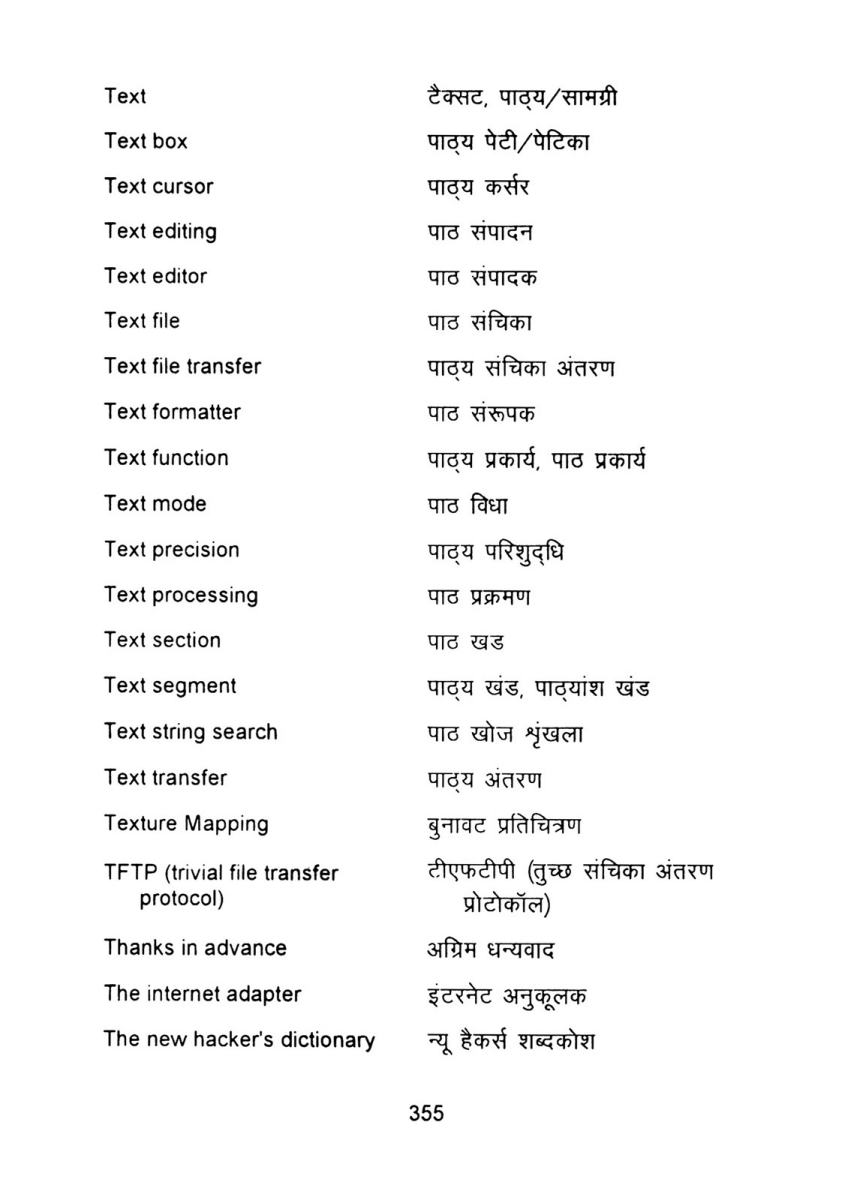 Text टैक्सट, पाठ्य/सामग्री
Text box पाठ्य पेटी/पेटिका
Text cursor पाठ्य कर्सर
Text editing पाठ संपादन
Text editor पाठ संपादक
Text file पाठ संचिका
Text file transfer पाठ्य संचिका अंतरण
Text formatter पाठ संरूपक
Text function पाठ्य प्रकार्य, पाठ प्रकार्य
Text mode पाठ विधा
Text precision पाठ्य परिशुद्धि
Text processing पाठ प्रक्रमण
Text section पाठ खड
Text segment पाठ्य खंड, पाठ्यांश खंड
Text string search पाठ खोज शृंखला
Text transfer पाठ्य अंतरण
Texture Mapping बुनावट प्रतिचित्रण
TFTP (trivial file transfer टीएफटीपी (तुच्छ संचिका अंतरण
protocol) प्रोटोकॉल)
Thanks in advance अग्रिम धन्यवाद
The internet adapter इंटरनेट अनुकूलक
The new hacker's dictionary न्यू हैकर्स शब्दकोश
355